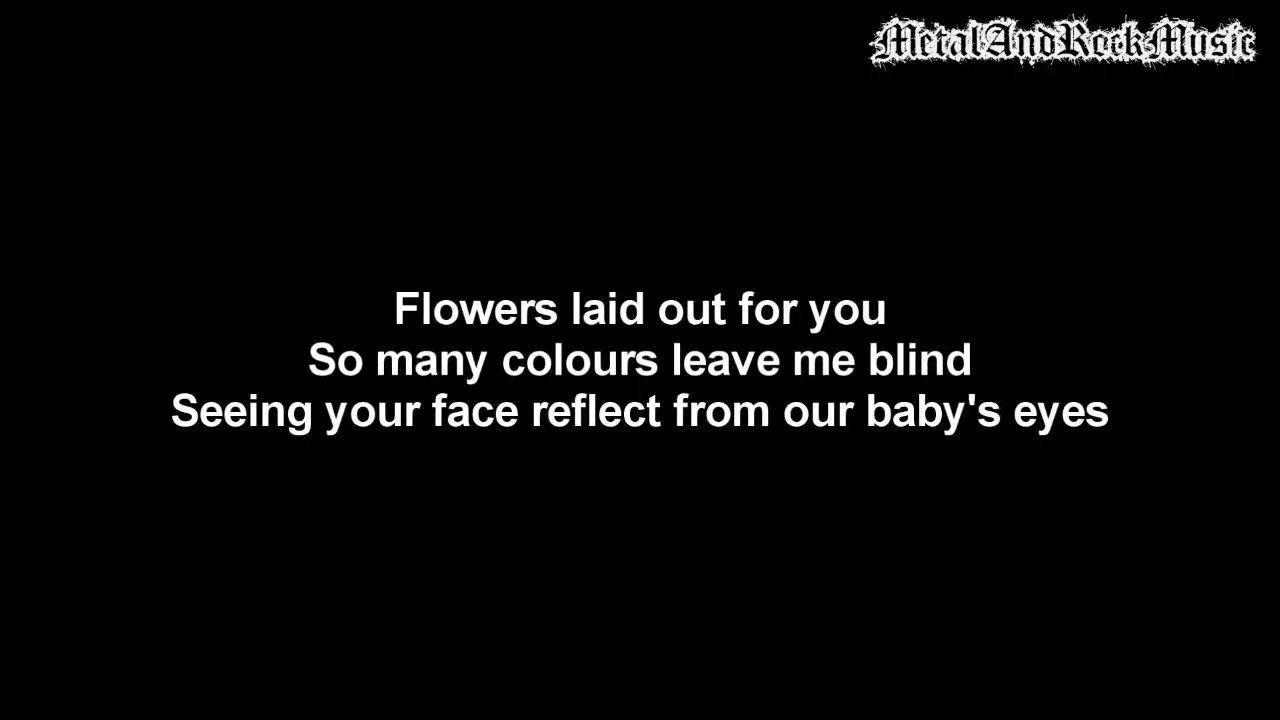 MetalAndRockMusic
Flowers laid out for you
So many colours leave me blind
Seeing your face reflect from our baby's eyes